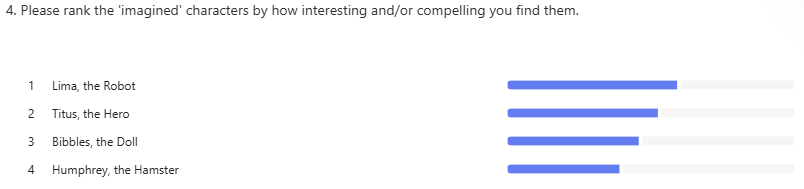 4. Please rank the 'imagined' characters by how interesting and/or compelling you find them.
1 Lima, the Robot
2 Titus, the Hero
3 Bibbles, the Doll
4 Humphrey, the Hamster